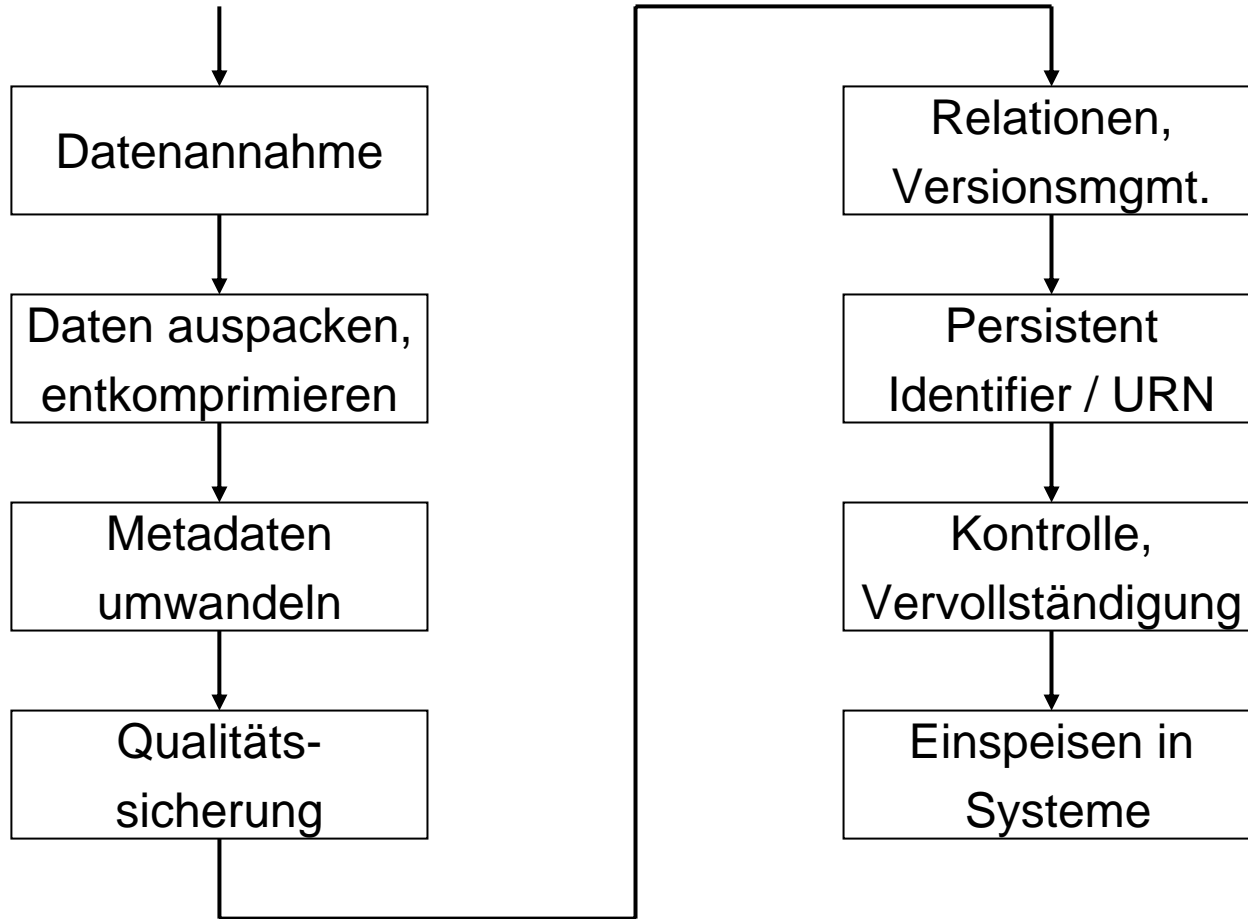 Datenannahme
Daten auspacken,
entkomprimieren
Metadaten
umwandeln
Qualitäts-
sicherung
Relationen,
Versionsmgmt.
Persistent
Identifier / URN
Kontrolle,
Vervollständigung
Einspeisen in
Systeme